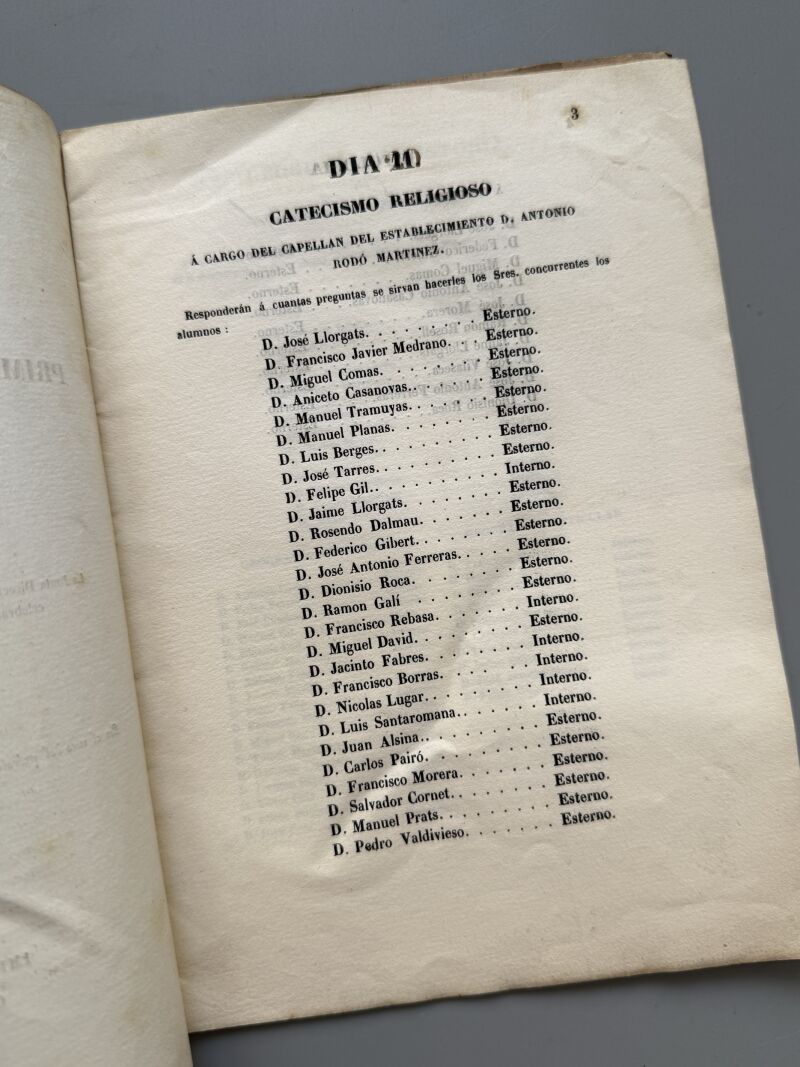 3
DIA 11.
CATECISMO RELIGIOSO
Á CARGO DEL CAPELLAN DEL ESTABLECIMIENTO D. ANTONIO
RODÓ MARTINEZ.
Responderán á cuantas preguntas se sirvan hacerles los Sres. concurrentes los
alumnos :
D. José Llorgats. . . . . . . . Esterno.
D. Francisco Javier Medrano. . . . Esterno.
D. Miguel Comas. . . . . . . . Esterno.
D. Aniceto Casanovas. . . . . . . Esterno.
D. Manuel Tramuyas. . . . . . . Esterno.
D. Manuel Planas. . . . . . . . Esterno.
D. Luis Berges. . . . . . . . . Esterno.
D. José Tarres. . . . . . . . . Esterno.
D. Felipe Gil. . . . . . . . . Interno.
D. Jaime Llorgats. . . . . . . . Esterno.
D. Rosendo Dalmau. . . . . . . Esterno.
D. Federico Gibert. . . . . . . . Esterno.
D. José Antonio Ferreras. . . . . . Esterno.
D. Dionisio Roca. . . . . . . . Esterno.
D. Ramon Galí . . . . . . . . Esterno.
D. Francisco Rebasa. . . . . . . Interno.
D. Miguel David. . . . . . . . Esterno.
D. Jacinto Fabres. . . . . . . . Interno.
D. Francisco Borras. . . . . . . Interno.
D. Nicolas Lugar. . . . . . . . Interno.
D. Luis Santaromana. . . . . . . Interno.
D. Juan Alsina. . . . . . . . . Esterno.
D. Carlos Pairó. . . . . . . . . Esterno.
D. Francisco Morera. . . . . . . Esterno.
D. Salvador Cornet. . . . . . . . Esterno.
D. Manuel Prats. . . . . . . . Esterno.
D. Pedro Valdivieso. . . . . . . Esterno.
PRIM